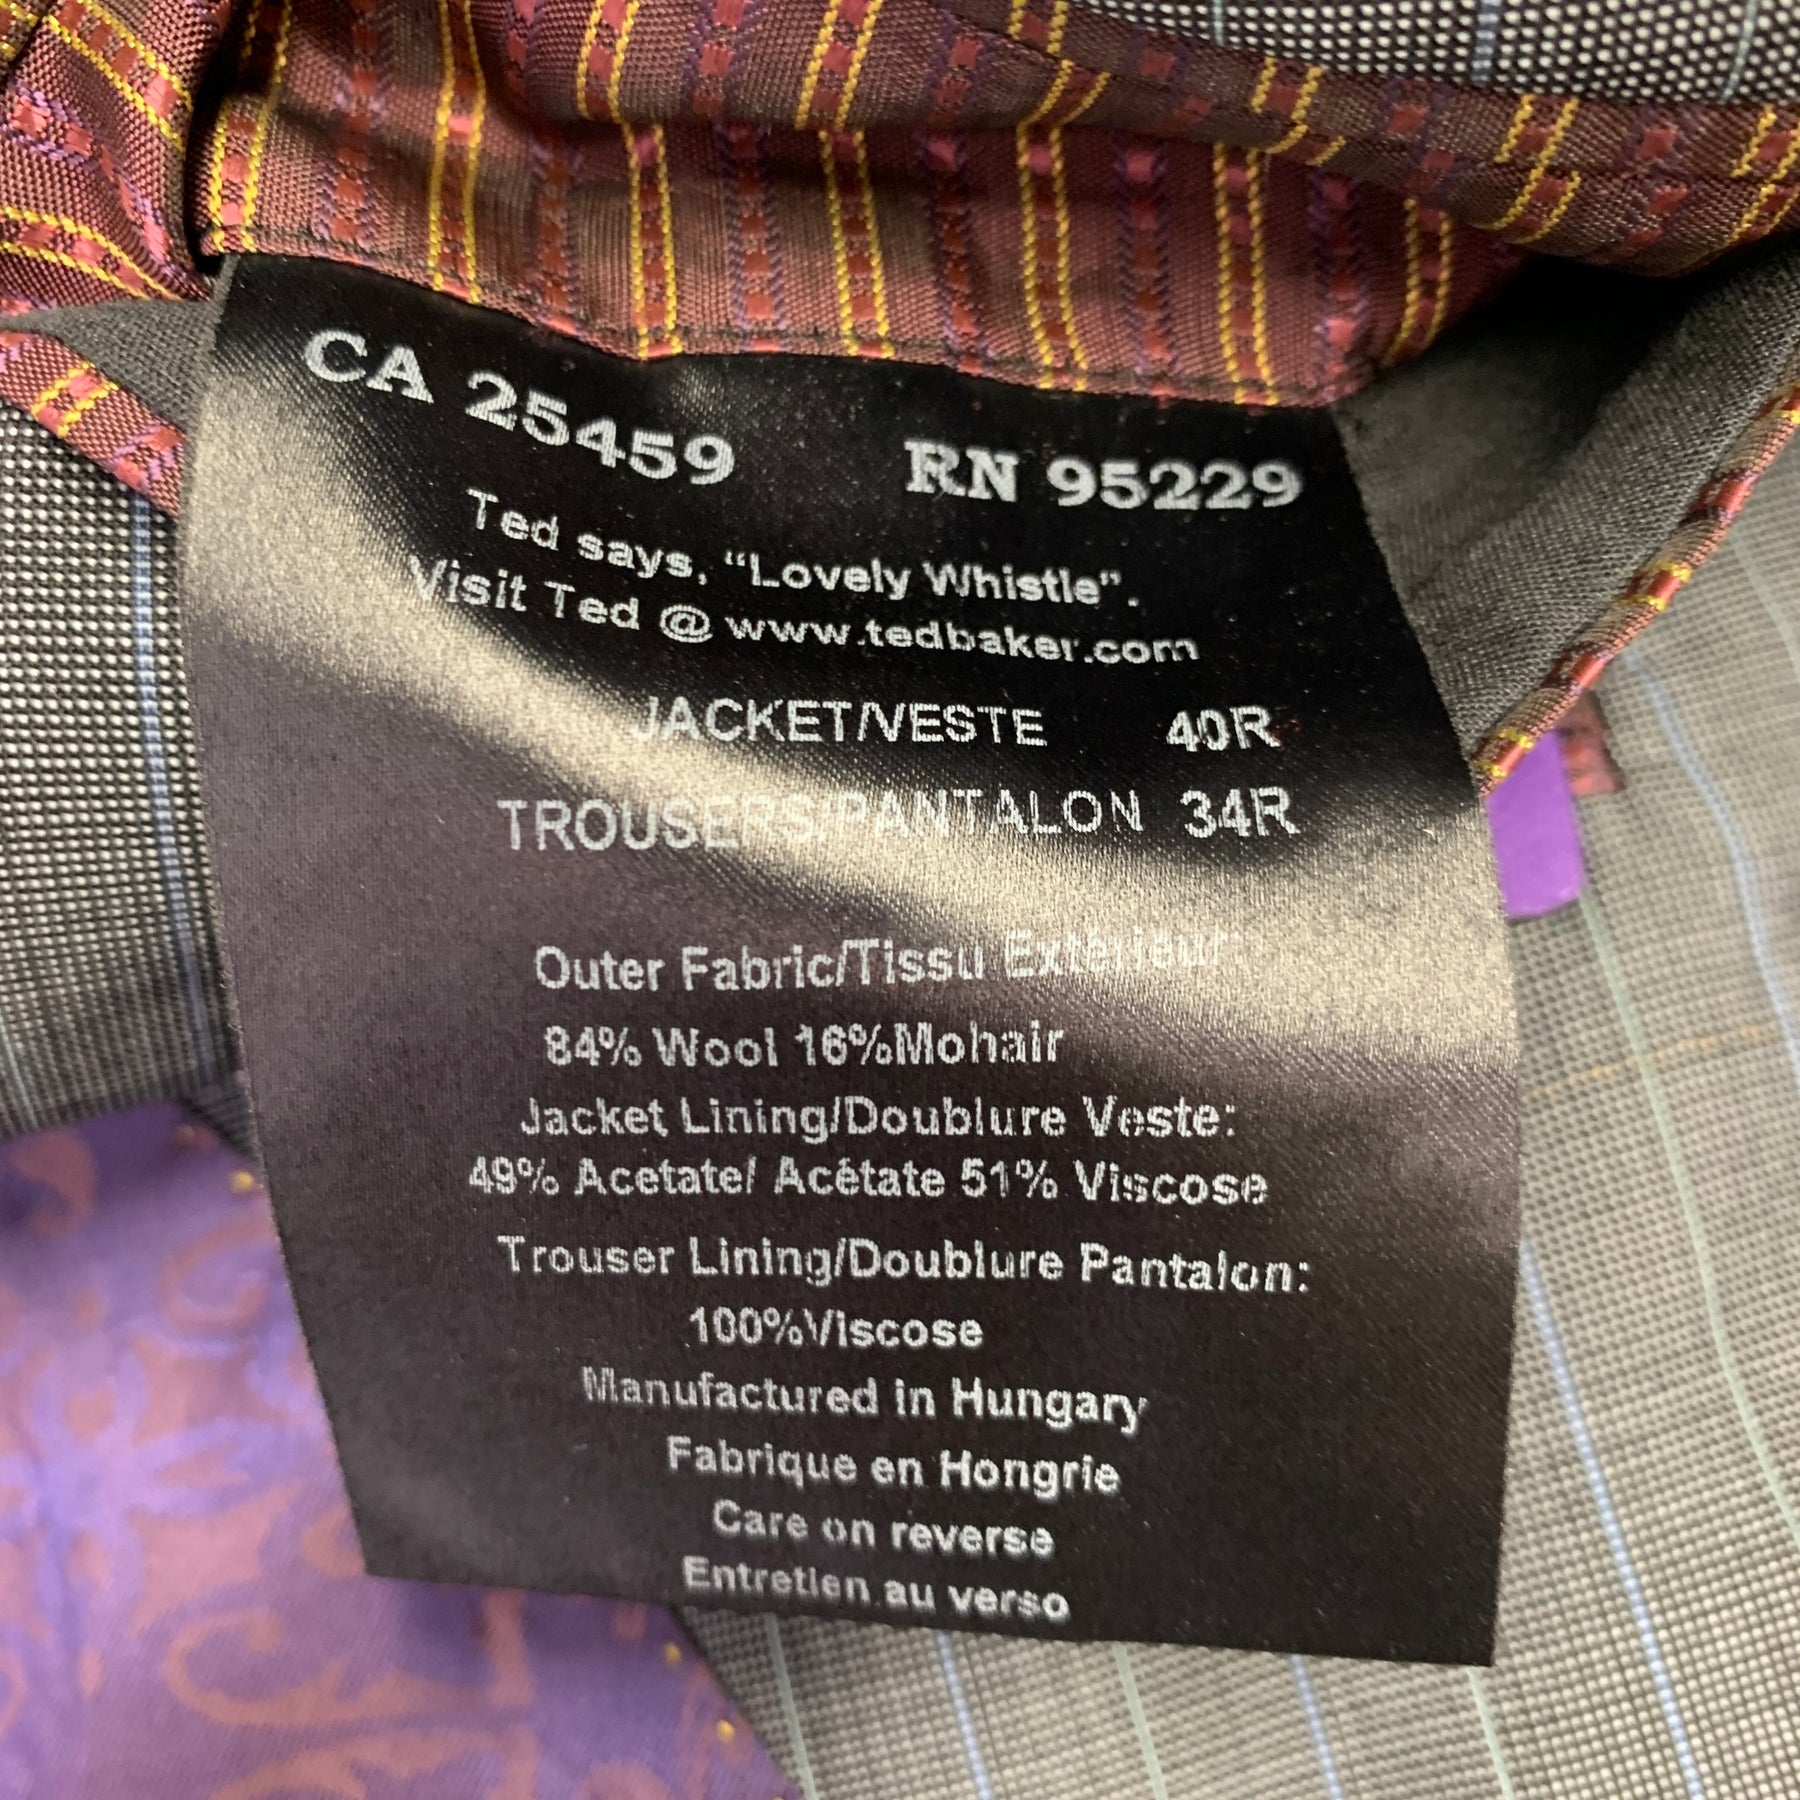 CA 25459 RN 95229
Ted says, “Lovely Whistle”.
Visit Ted @ www.tedbaker.com
JACKET/VESTE 40R
TROUSERS/PANTALON 34R
Outer Fabric/Tissu Exterieur:
84% Wool 16%Mohair
Jacket Lining/Doublure Veste:
49% Acetate/ Acétate 51% Viscose
Trouser Lining/Doublure Pantalon:
100%Viscose
Manufactured in Hungary
Fabrique en Hongrie
Care on reverse
Entretien au verso